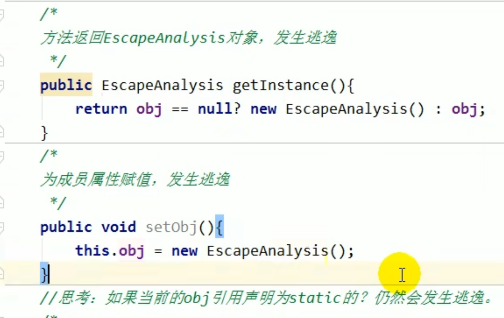 /*
方法返回EscapeAnalysis对象，发生逃逸
*/
public EscapeAnalysis getInstance(){
return obj == null? new EscapeAnalysis() : obj;
}
/*
为成员属性赋值，发生逃逸
*/
public void setObj(){
this.obj = new EscapeAnalysis();
}
//思考：如果当前的obj引用声明为static的？仍然会发生逃逸。
/*